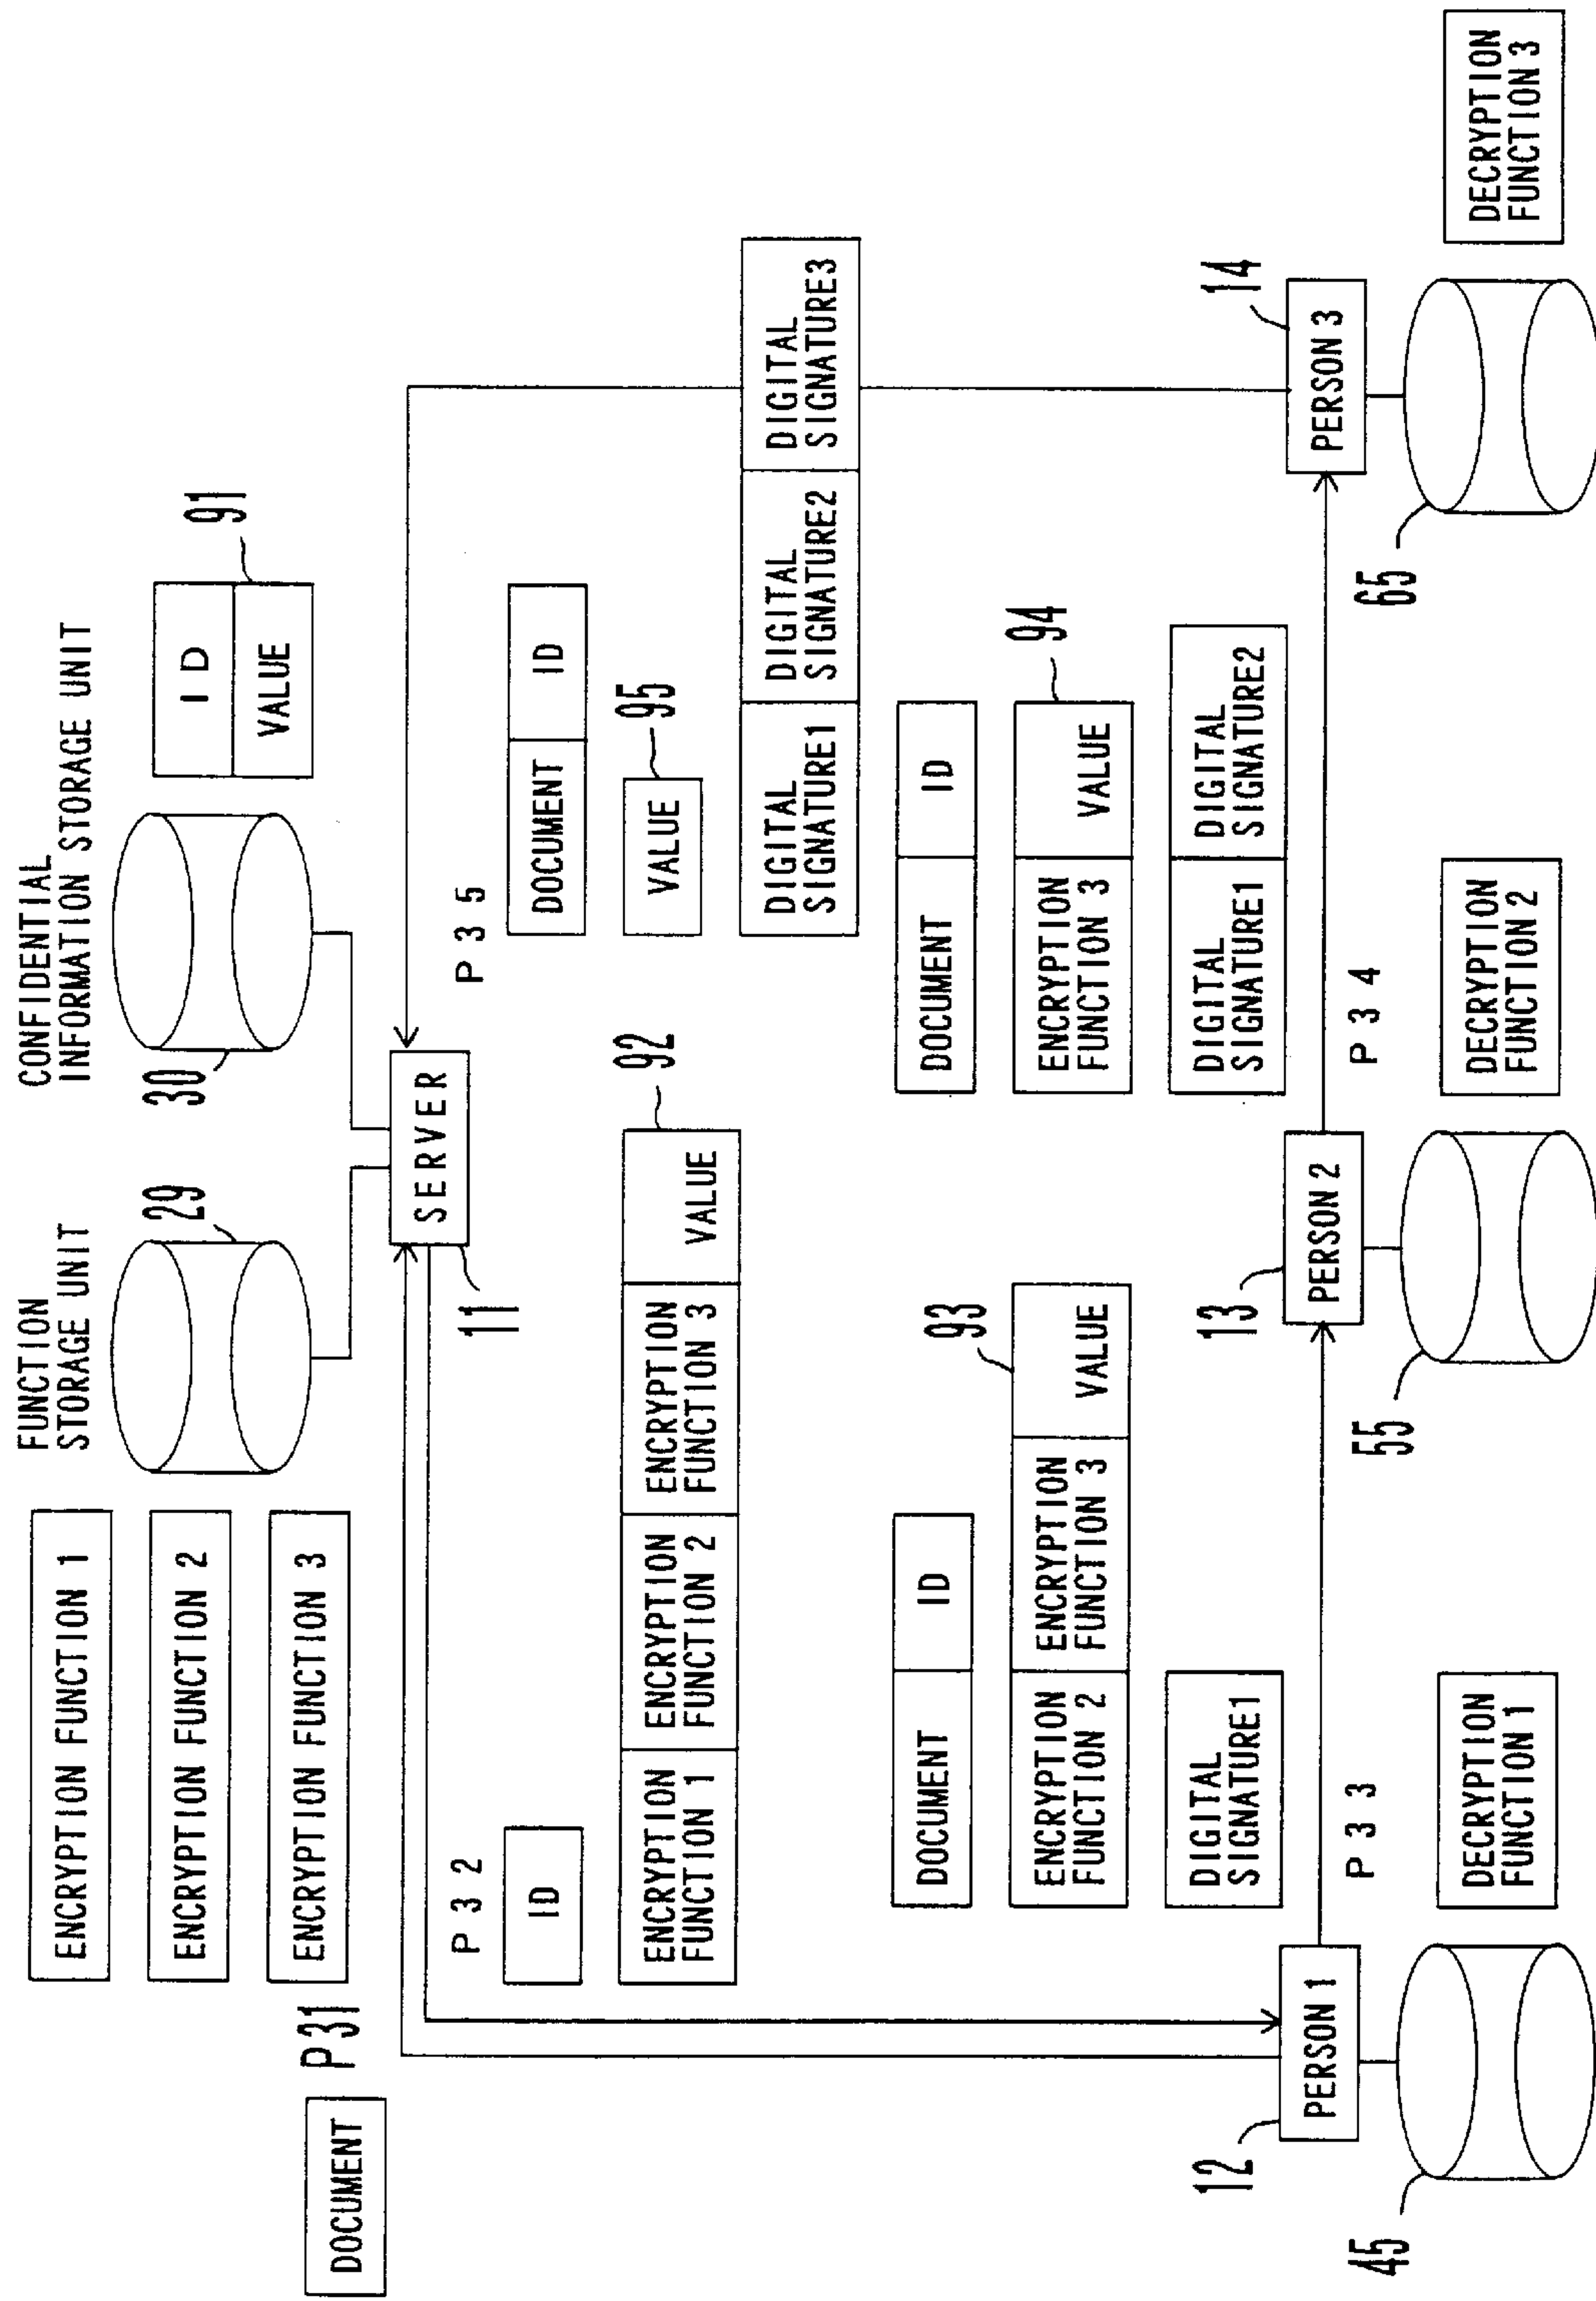 FUNCTION
STORAGE UNIT
CONFIDENTIAL
INFORMATION STORAGE UNIT
ENCRYPTION FUNCTION 1
ENCRYPTION FUNCTION 2
ENCRYPTION FUNCTION 3
29
30
ID
VALUE
91
DOCUMENT
P31
SERVER
11
P32
ID
ENCRYPTION
FUNCTION 1
ENCRYPTION
FUNCTION 2
ENCRYPTION
FUNCTION 3
VALUE
92
P35
DOCUMENT
ID
VALUE
95
DIGITAL
SIGNATURE1
DIGITAL
SIGNATURE2
DIGITAL
SIGNATURE3
DOCUMENT
ID
ENCRYPTION
FUNCTION 2
ENCRYPTION
FUNCTION 3
VALUE
93
DIGITAL
SIGNATURE1
DOCUMENT
ID
ENCRYPTION
FUNCTION 3
VALUE
94
DIGITAL
SIGNATURE1
DIGITAL
SIGNATURE2
12
PERSON 1
P33
13
PERSON 2
P34
14
PERSON 3
45
DECRYPTION
FUNCTION 1
55
DECRYPTION
FUNCTION 2
65
DECRYPTION
FUNCTION 3